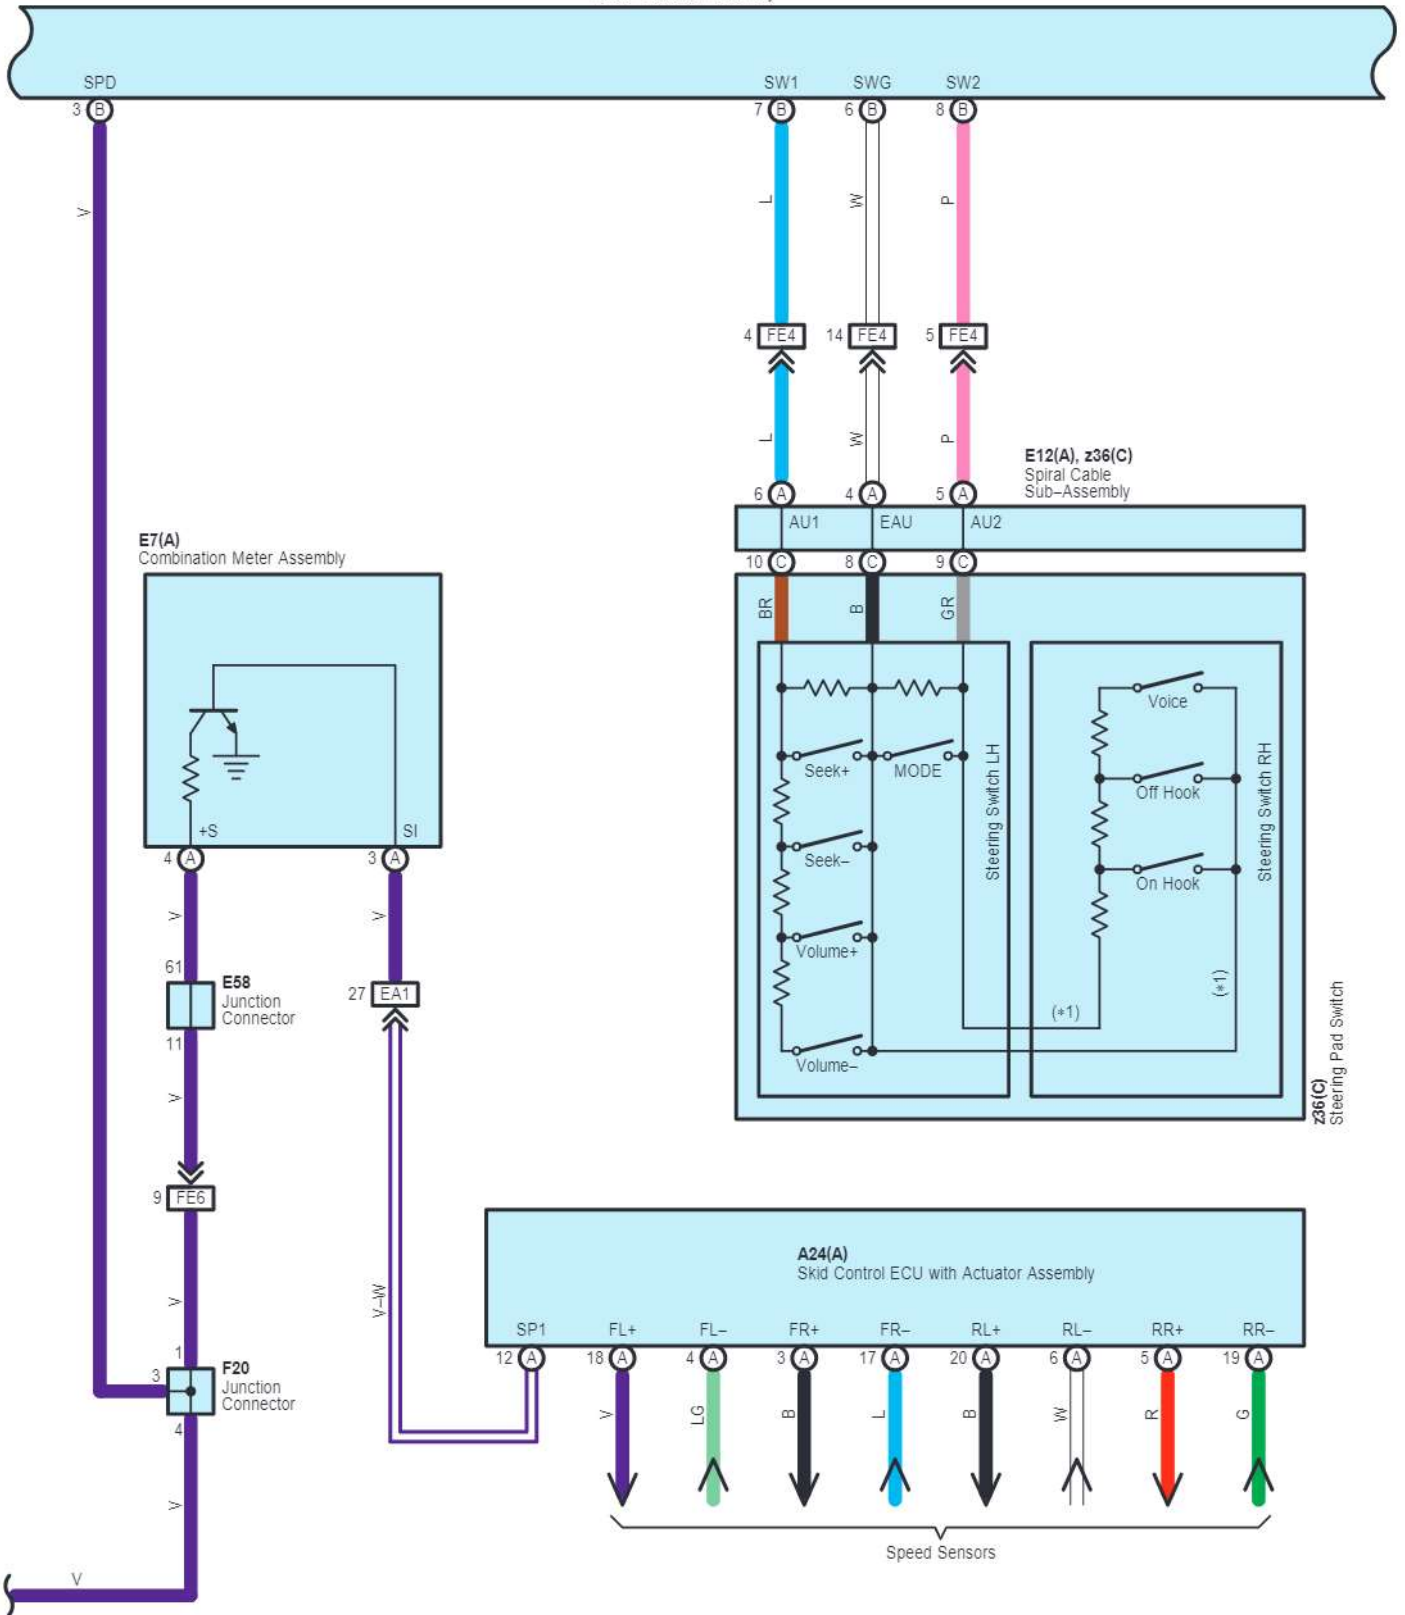 SPD SW1 SWG SW2
3 B 7 B 6 B 8 B
V L W P
4 FE4 14 FE4 5 FE4
L W P
E12(A), z36(C)
Spiral Cable
Sub–Assembly
6 A 4 A 5 A
AU1 EAU AU2
10 C 8 C 9 C
BR B GR
E7(A)
Combination Meter Assembly
+S SI
4 A 3 A
V V
61
E58
Junction
Connector
11
27 EA1
V
9 FE6
V
V–W
1
3
F20
Junction
Connector
4
V
V
Voice
Seek+ MODE
Off Hook
Seek–
On Hook
Volume+
Volume–
Steering Switch LH
Steering Switch RH
(*1)
(*1)
z36(C)
Steering Pad Switch
A24(A)
Skid Control ECU with Actuator Assembly
SP1 FL+ FL– FR+ FR– RL+ RL– RR+ RR–
12 A 18 A 4 A 3 A 17 A 20 A 6 A 5 A 19 A
V LG B L B W R G
Speed Sensors